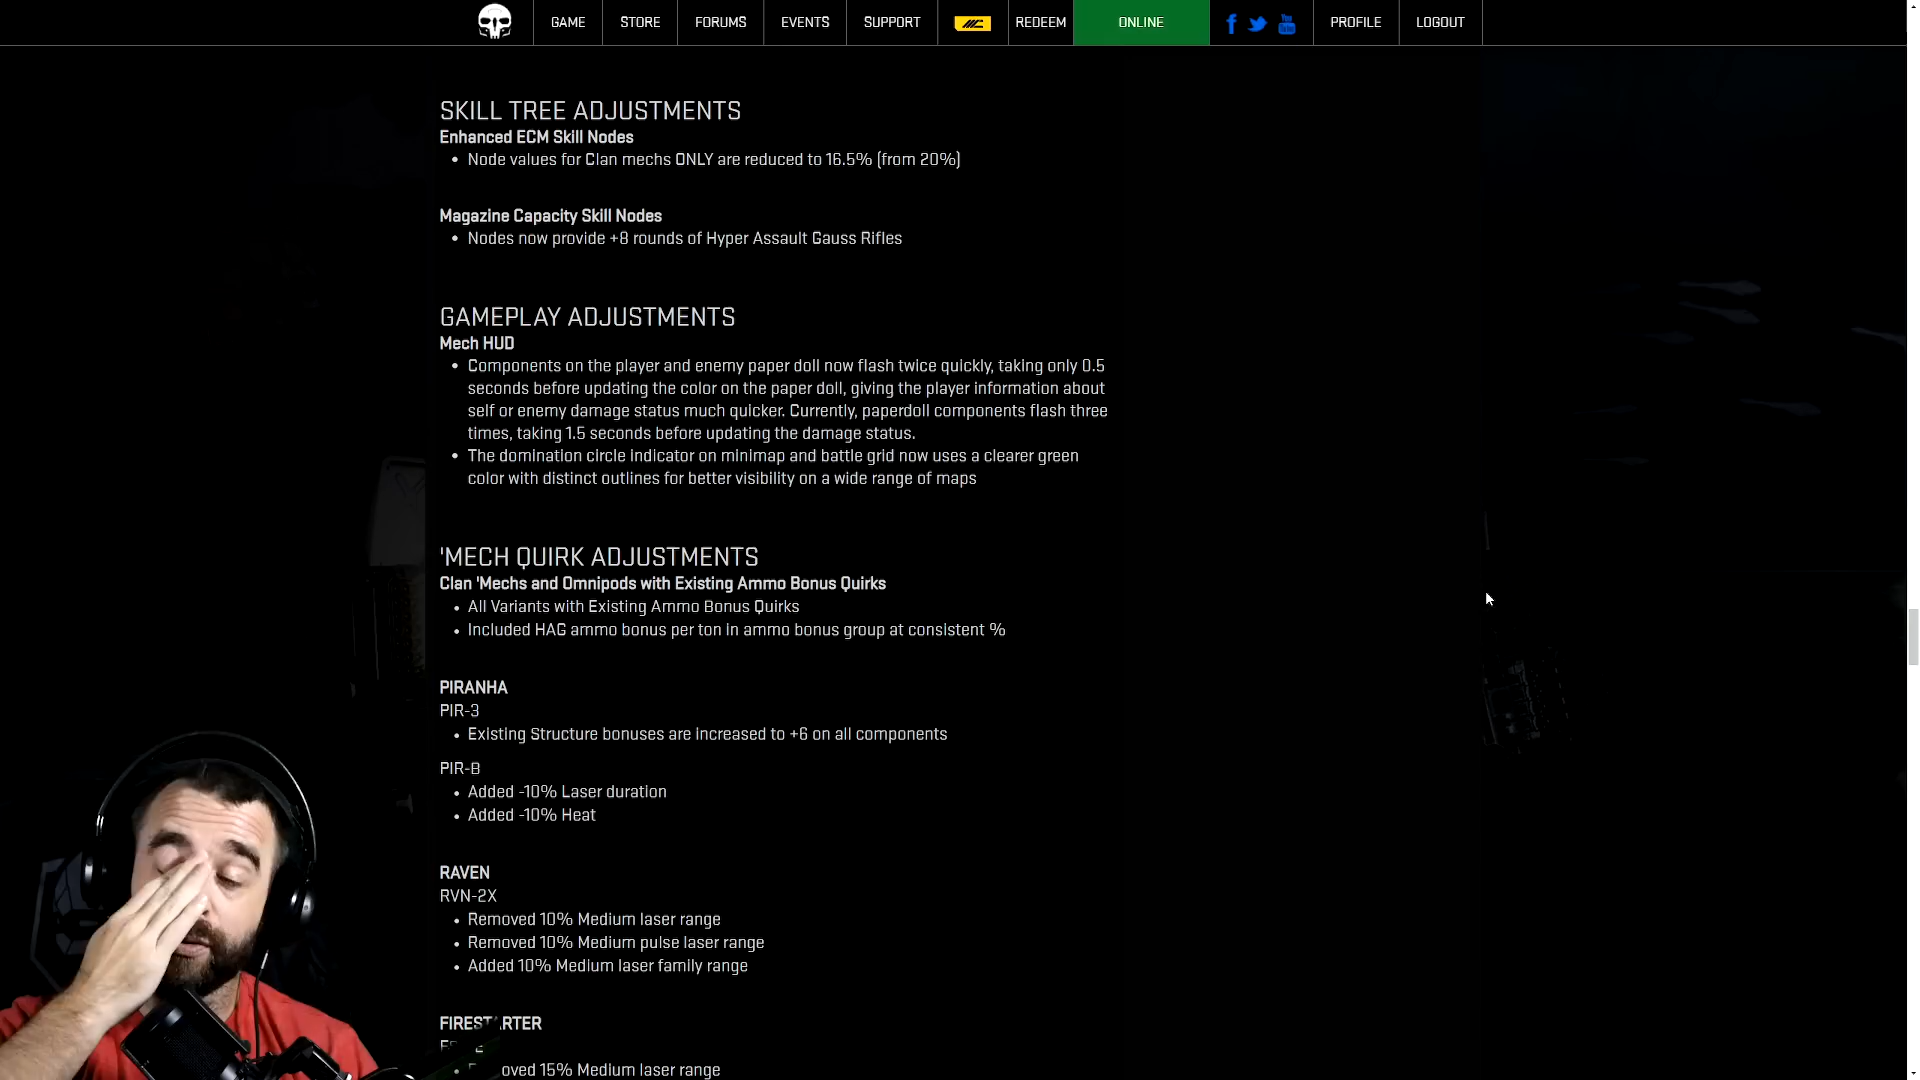 GAME STORE FORUMS EVENTS SUPPORT MC REDEEM ONLINE f You Tube PROFILE LOGOUT
SKILL TREE ADJUSTMENTS
Enhanced ECM Skill Nodes
• Node values for Clan mechs ONLY are reduced to 16.5% (from 20%)
Magazine Capacity Skill Nodes
• Nodes now provide +8 rounds of Hyper Assault Gauss Rifles
GAMEPLAY ADJUSTMENTS
Mech HUD
• Components on the player and enemy paper doll now flash twice quickly, taking only 0.5
seconds before updating the color on the paper doll, giving the player information about
self or enemy damage status much quicker. Currently, paperdoll components flash three
times, taking 1.5 seconds before updating the damage status.
• The domination circle indicator on minimap and battle grid now uses a clearer green
color with distinct outlines for better visibility on a wide range of maps
'MECH QUIRK ADJUSTMENTS
Clan 'Mechs and Omnipods with Existing Ammo Bonus Quirks
• All Variants with Existing Ammo Bonus Quirks
• Included HAG ammo bonus per ton in ammo bonus group at consistent %
PIRANHA
PIR-3
• Existing Structure bonuses are increased to +6 on all components
PIR-B
• Added -10% Laser duration
• Added -10% Heat
RAVEN
RVN-2X
• Removed 10% Medium laser range
• Removed 10% Medium pulse laser range
• Added 10% Medium laser family range
FIRESTARTER
15% Medium laser range